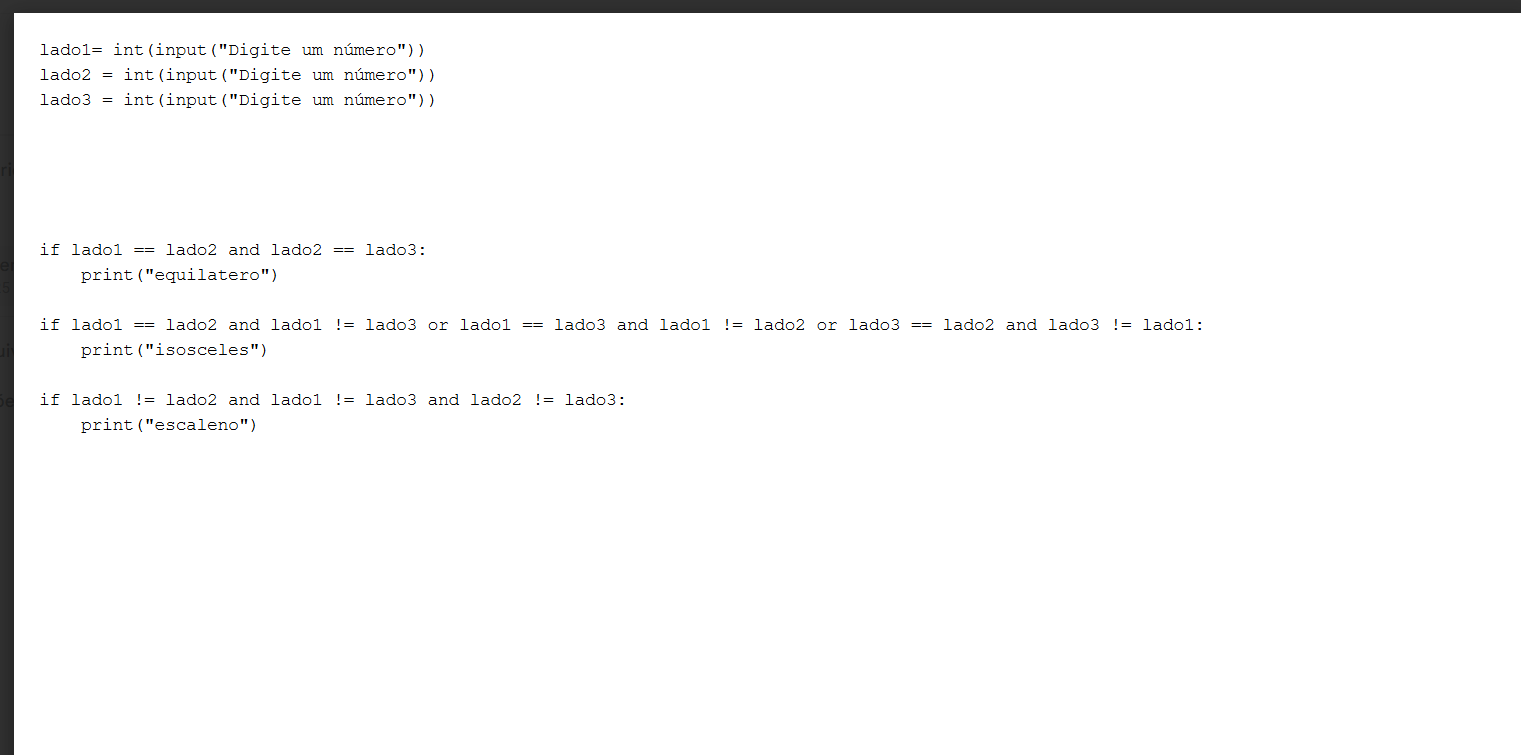 lado1= int(input("Digite um número"))
lado2 = int(input("Digite um número"))
lado3 = int(input("Digite um número"))
if lado1 == lado2 and lado2 == lado3:
    print("equilatero")
if lado1 == lado2 and lado1 != lado3 or lado1 == lado3 and lado1 != lado2 or lado3 == lado2 and lado3 != lado1:
    print("isosceles")
if lado1 != lado2 and lado1 != lado3 and lado2 != lado3:
    print("escaleno")